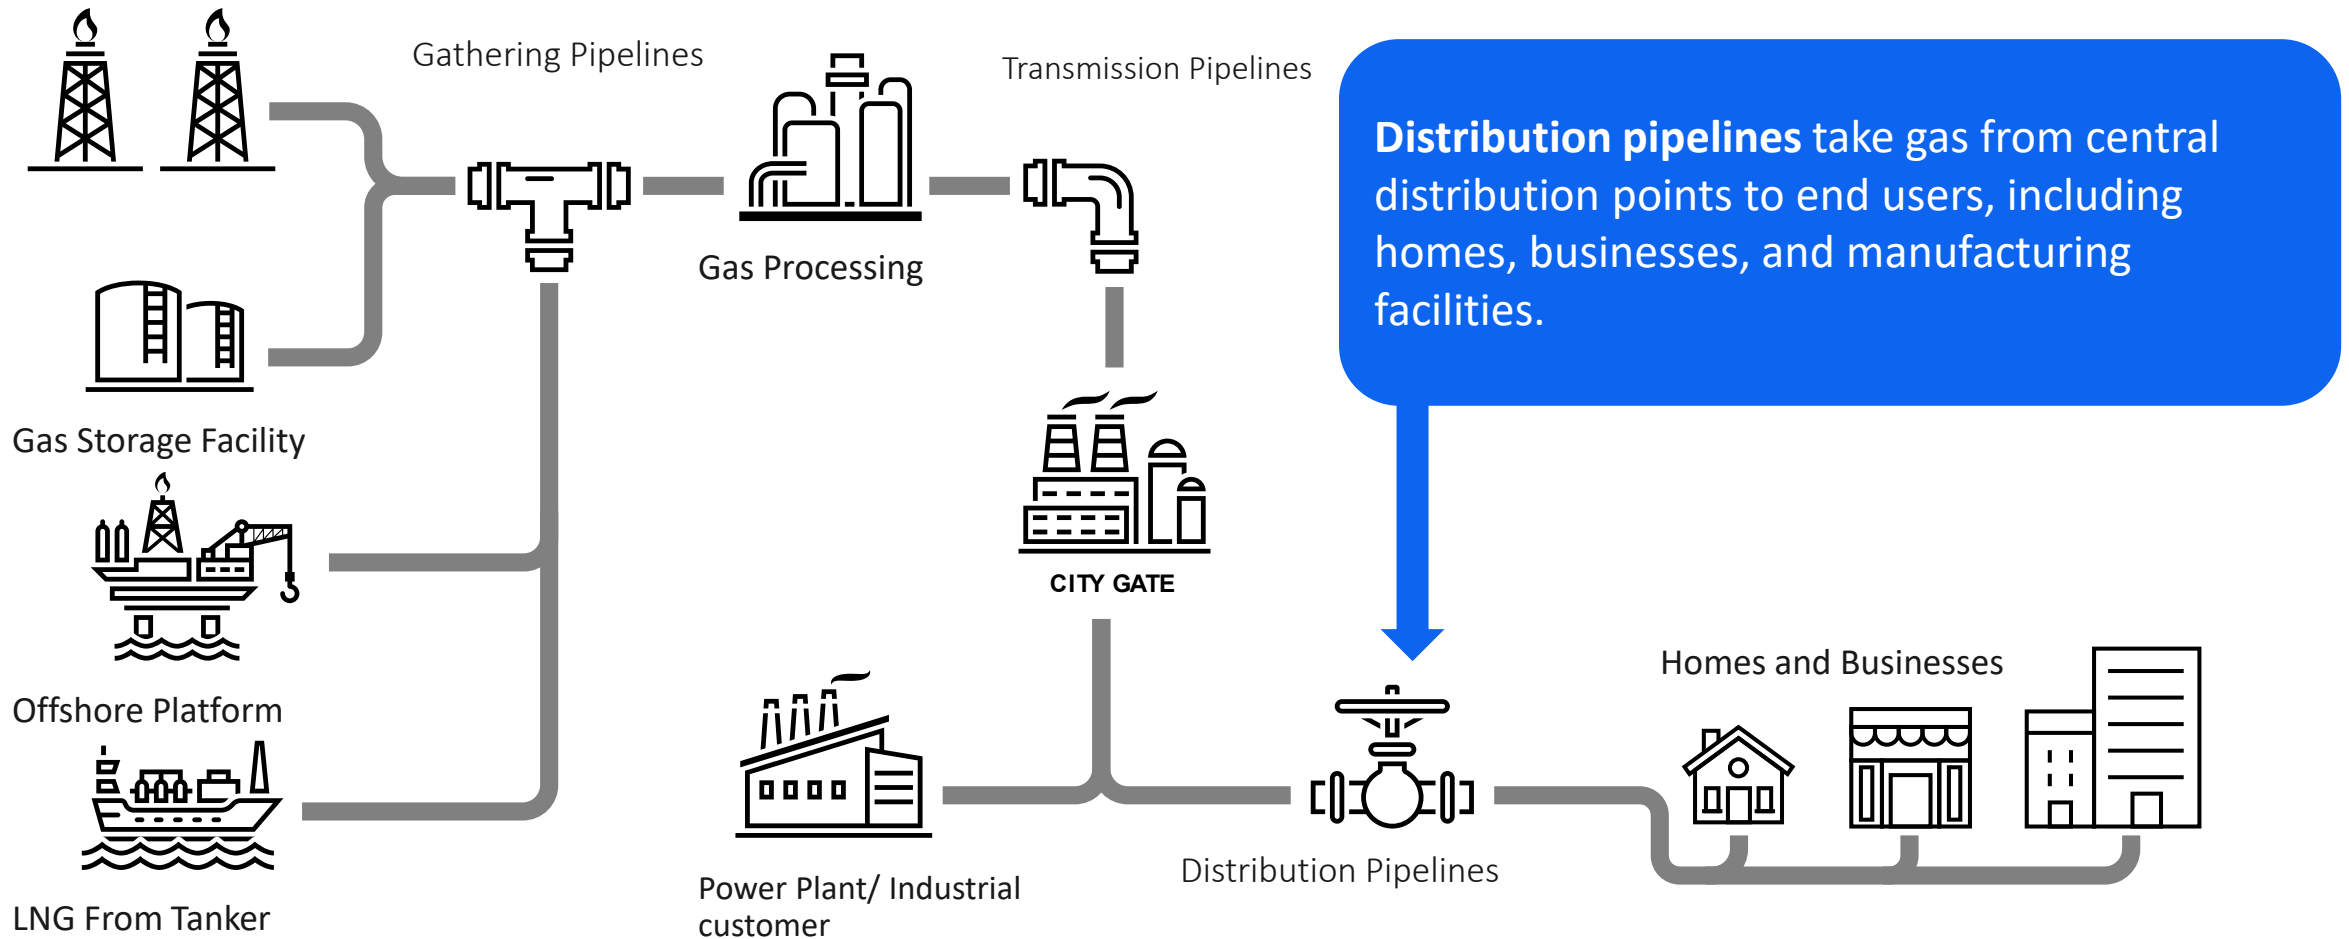 Gathering Pipelines
Transmission Pipelines
Distribution pipelines take gas from central
distribution points to end users, including
homes, businesses, and manufacturing
facilities.
Gas Processing
Gas Storage Facility
CITY GATE
Offshore Platform
Homes and Businesses
Distribution Pipelines
Power Plant/ Industrial
customer
LNG From Tanker